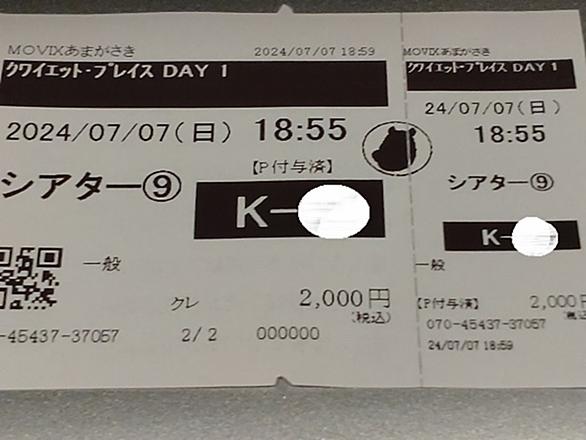 MOVIXあまがさき 2024/07/07 18:59
クワイエット・プレイス DAY 1
2024/07/07(日) 18:55
【P付与済】
シアター⑨
K-
一般
クレ 2,000円
(税込)
-45437-37057 2/2 000000
MOVIXあまがさき
クワイエット・プレイス DAY 1
24/07/07(日)
18:55
シアター⑨
K-
一般
【P付与済】 2,000円
070-45437-37057
24/07/07 18:59